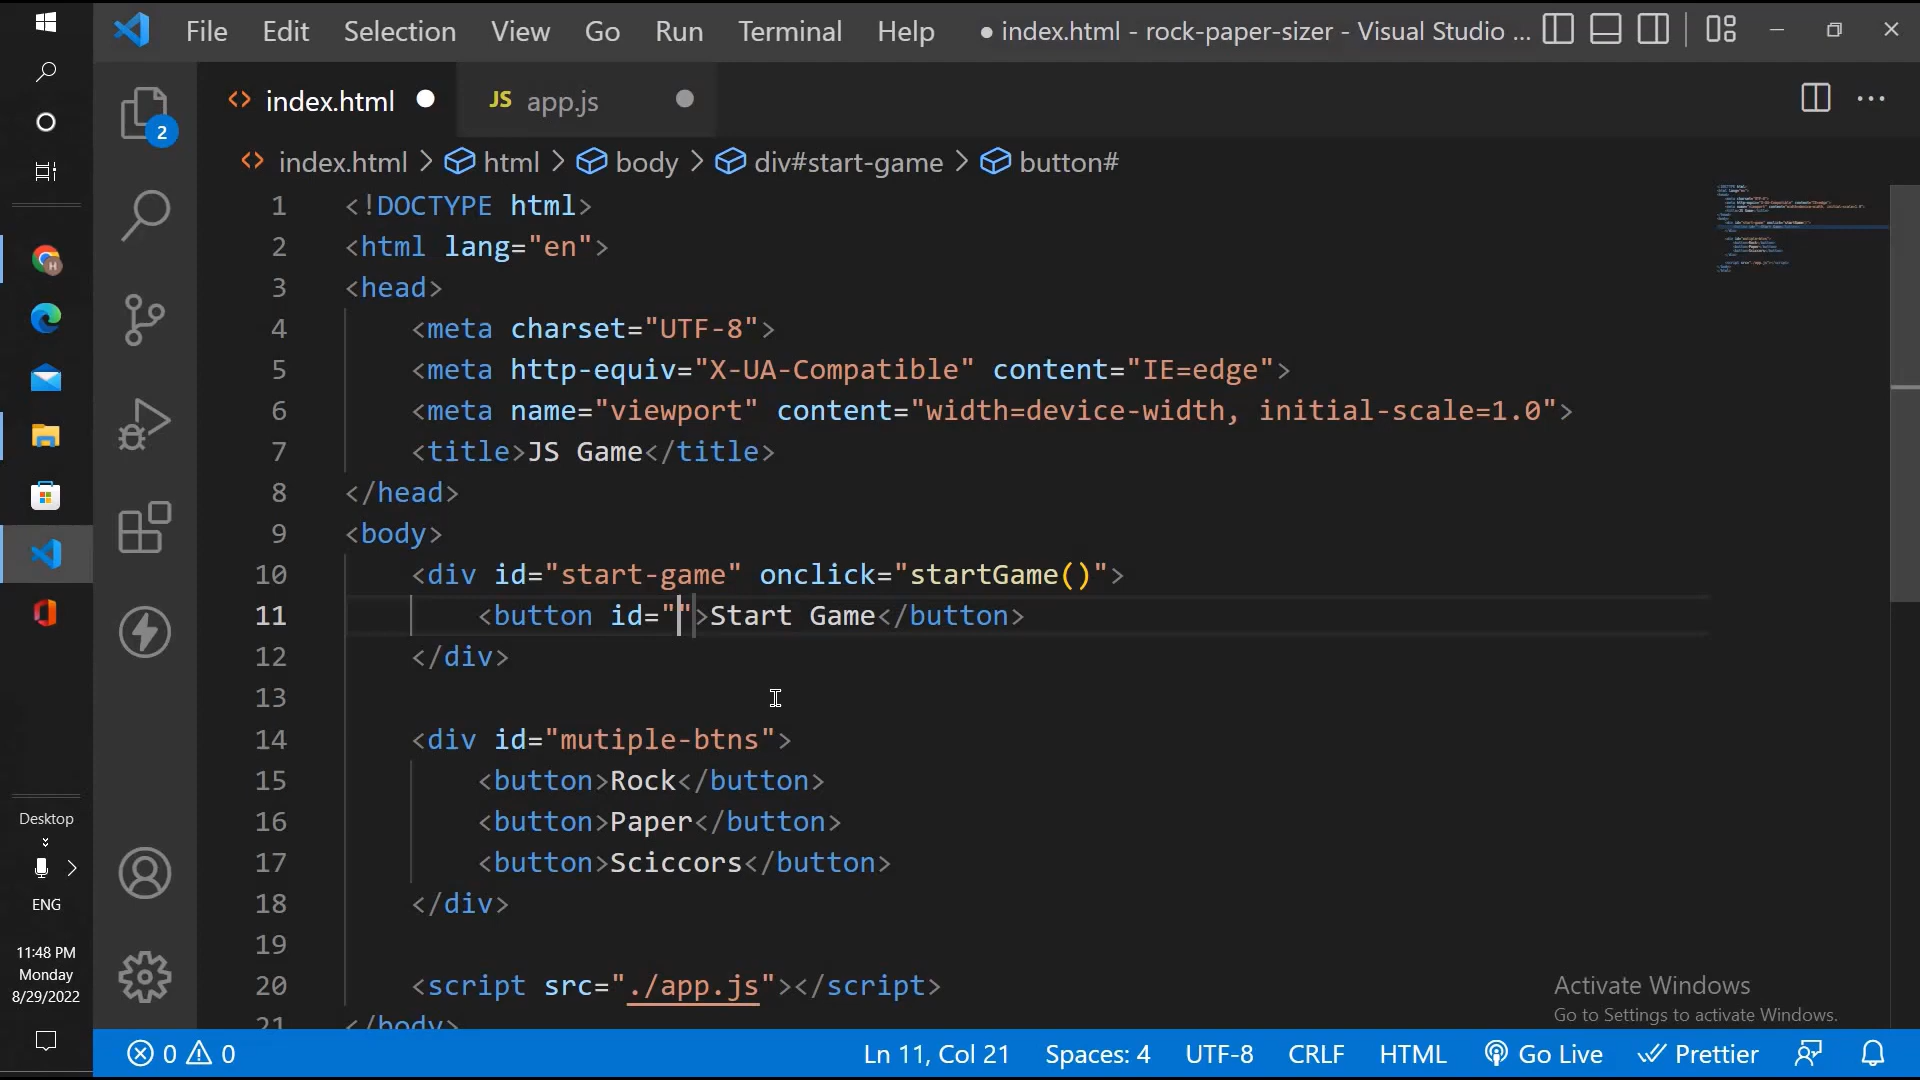 File Edit Selection View Go Run Terminal Help ● index.html - rock-paper-sizer - Visual Studio ...
index.html JS app.js
2
index.html > html > body > div#start-game > button#
1 <!DOCTYPE html>
2 <html lang="en">
3 <head>
4 <meta charset="UTF-8">
5 <meta http-equiv="X-UA-Compatible" content="IE=edge">
6 <meta name="viewport" content="width=device-width, initial-scale=1.0">
7 <title>JS Game</title>
8 </head>
9 <body>
10 <div id="start-game" onclick="startGame()">
11 <button id="">Start Game</button>
12 </div>
13
14 <div id="mutiple-btns">
15 <button>Rock</button>
16 <button>Paper</button>
17 <button>Sciccors</button>
18 </div>
19
20 <script src="./app.js"></script>
21 </body>
Desktop
ENG
11:48 PM
Monday
8/29/2022
Activate Windows
Go to Settings to activate Windows.
0 0 Ln 11, Col 21 Spaces: 4 UTF-8 CRLF HTML Go Live Prettier